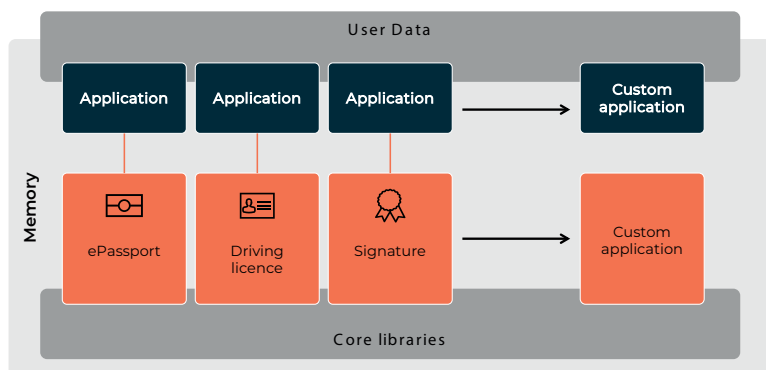 User Data
Application
Application
Application
Custom
application
Memory
ePassport
Driving
licence
Signature
Custom
application
Core libraries